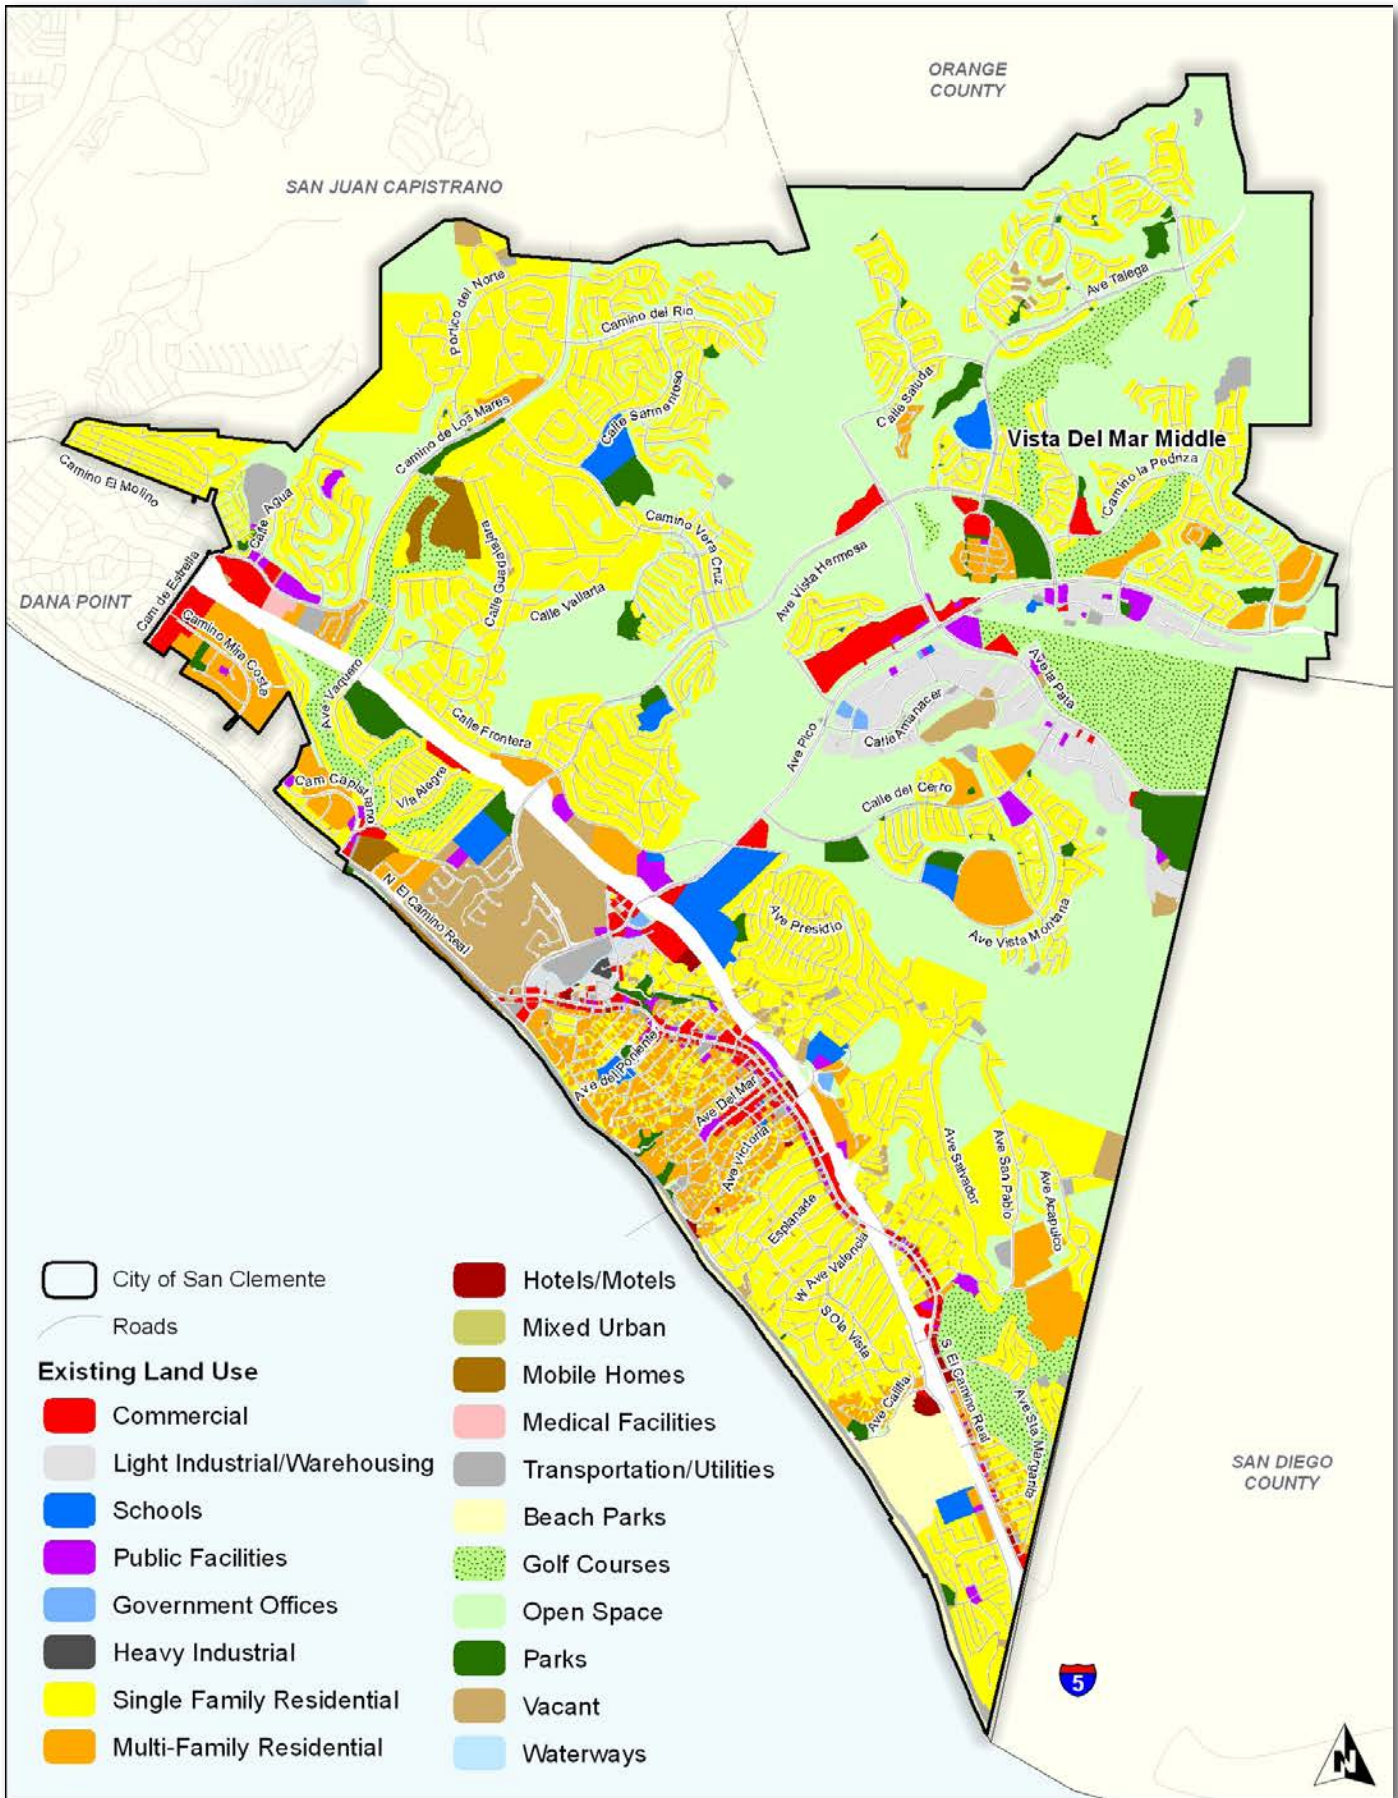 ORANGE
COUNTY
SAN JUAN CAPISTRANO
Portico del Norte
Camino del Rio
Ave Talega
Camino de Los Mares
Calle Sarmentoso
Calle Saluda
Vista Del Mar Middle
Camino la Pedriza
Camino El Molino
Calle Agua
Camino Vera Cruz
Calle Guadalajara
Ave Vista Hermosa
Cam de Estrella
DANA POINT
Calle Vallarta
Camino Mira Costa
Ave Vaquero
Ave la Pata
Calle Frontera
Calle Amanacer
Ave Pico
Cam Capistrano
Via Alegre
Calle del Cerro
N El Camino Real
Ave Presidio
Ave Vista Montana
Ave del Poniente
Ave Del Mar
Ave Victoria
Ave Salvador
Ave San Pablo
Ave Acapulco
Esplanade
W Ave Valencia
S Ola Vista
S El Camino Real
Ave Califia
Ave Sta Margarita
SAN DIEGO
COUNTY
5
N
City of San Clemente
Roads
Existing Land Use
Commercial
Light Industrial/Warehousing
Schools
Public Facilities
Government Offices
Heavy Industrial
Single Family Residential
Multi-Family Residential
Hotels/Motels
Mixed Urban
Mobile Homes
Medical Facilities
Transportation/Utilities
Beach Parks
Golf Courses
Open Space
Parks
Vacant
Waterways